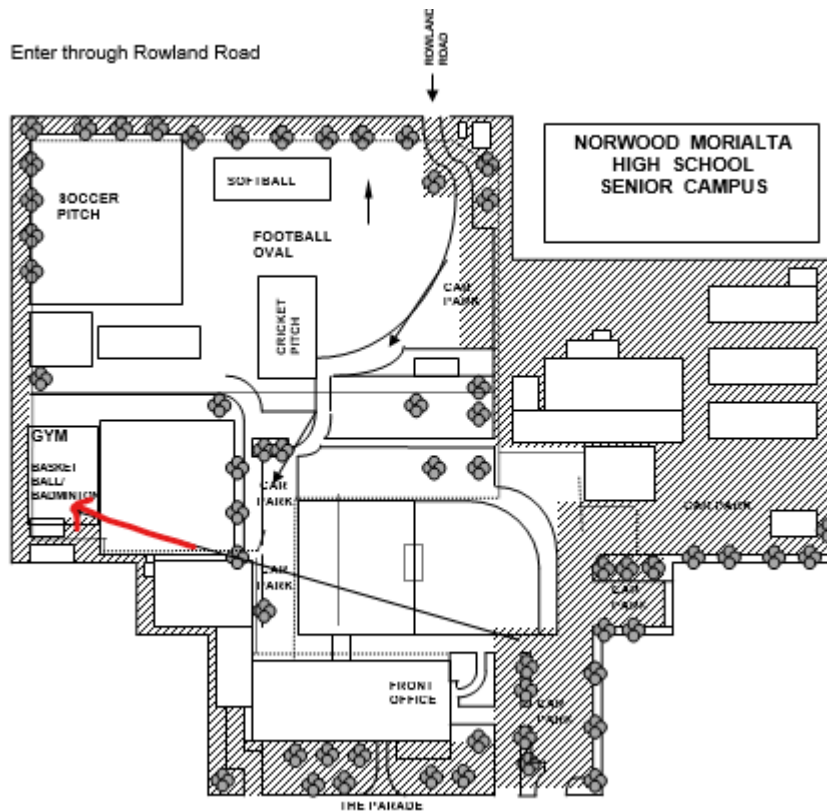 Enter through Rowland Road
ROWLAND
ROAD
NORWOOD MORIALTA
HIGH SCHOOL
SENIOR CAMPUS
SOFTBALL
SOCCER
PITCH
FOOTBALL
OVAL
CAR
PARK
CRICKET
PITCH
GYM
BASKET
BALL/
BADMINTON
CAR
PARK
CAR PARK
CAR
PARK
CAR
PARK
FRONT
OFFICE
CAR
PARK
THE PARADE